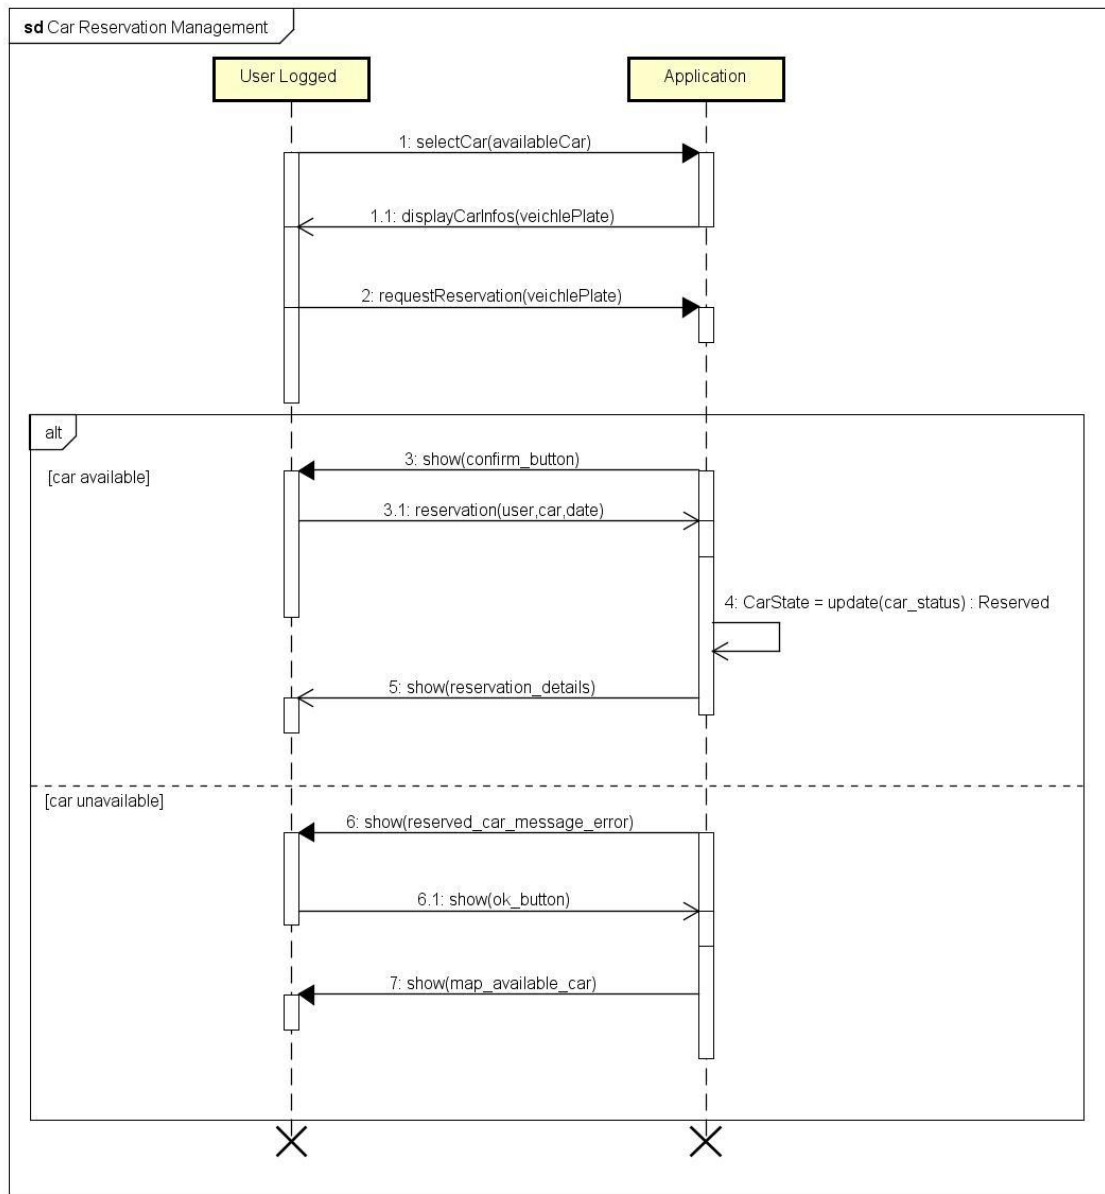 sd Car Reservation Management
User Logged
Application
1: selectCar(availableCar)
1.1: displayCarInfos(veichlePlate)
2: requestReservation(veichlePlate)
alt
[car available]
3: show(confirm_button)
3.1: reservation(user,car,date)
4: CarState = update(car_status) : Reserved
5: show(reservation_details)
[car unavailable]
6: show(reserved_car_message_error)
6.1: show(ok_button)
7: show(map_available_car)